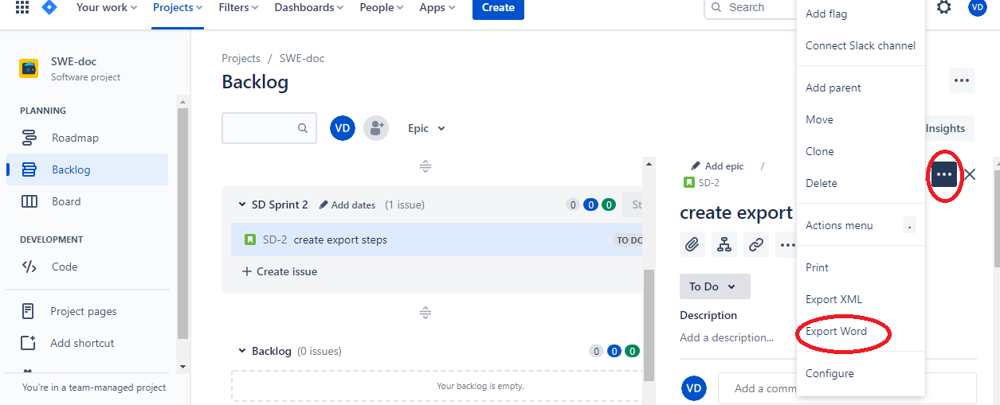 Your work Projects Filters Dashboards People Apps Create Search VD
SWE-doc
Software project
PLANNING
Roadmap
Backlog
Board
DEVELOPMENT
Code
Project pages
Add shortcut
You're in a team-managed project
Projects / SWE-doc
Backlog
VD Epic Insights
SD Sprint 2 Add dates (1 issue) 0 0 0 St
SD-2 create export steps TO DO
+ Create issue
Backlog (0 issues) 0 0 0
Your backlog is empty.
Add epic /
SD-2
create export
To Do
Description
Add a description...
VD Add a comm
Add flag
Connect Slack channel
Add parent
Move
Clone
Delete
Actions menu .
Print
Export XML
Export Word
Configure